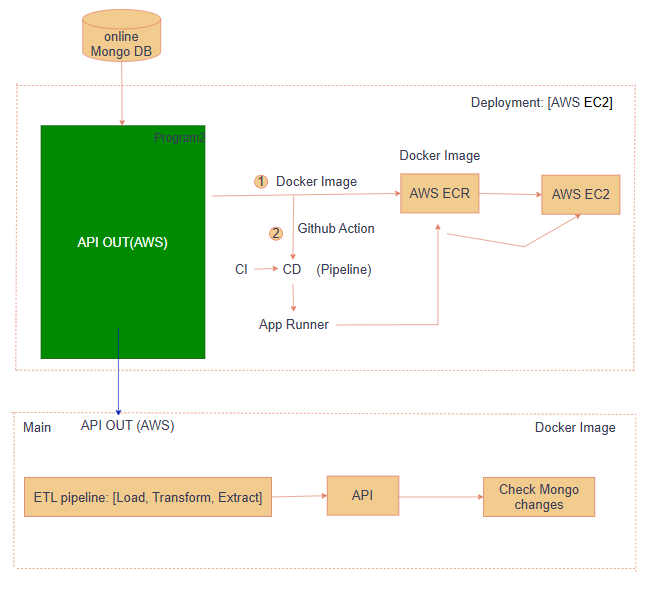 online
Mongo DB
Deployment: [AWS EC2]
Program2
Docker Image
1 Docker Image
AWS ECR
AWS EC2
API OUT(AWS)
2 Github Action
CI CD (Pipeline)
App Runner
Main
API OUT (AWS)
Docker Image
ETL pipeline: [Load, Transform, Extract]
API
Check Mongo
changes